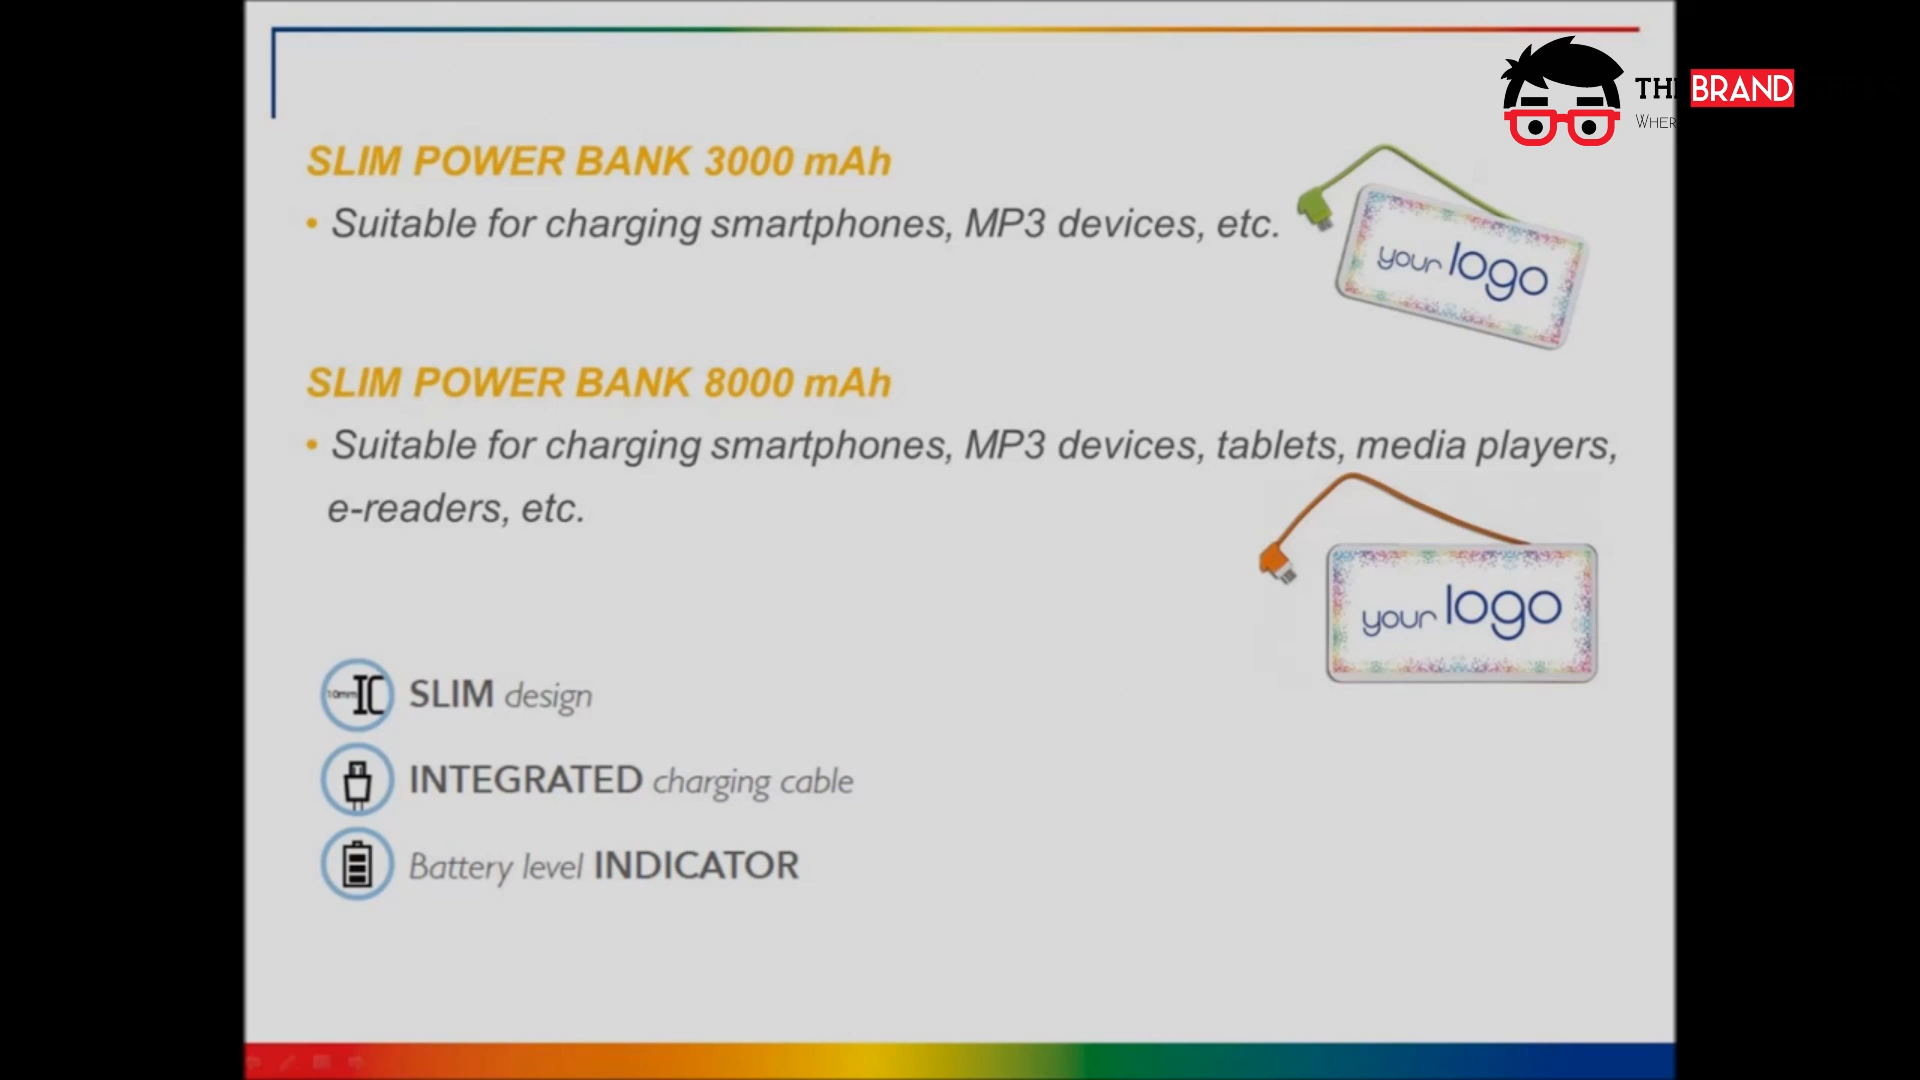 THE BRAND
SLIM POWER BANK 3000 mAh
• Suitable for charging smartphones, MP3 devices, etc.
your logo
SLIM POWER BANK 8000 mAh
• Suitable for charging smartphones, MP3 devices, tablets, media players,
e-readers, etc.
your logo
10mm SLIM design
INTEGRATED charging cable
Battery level INDICATOR